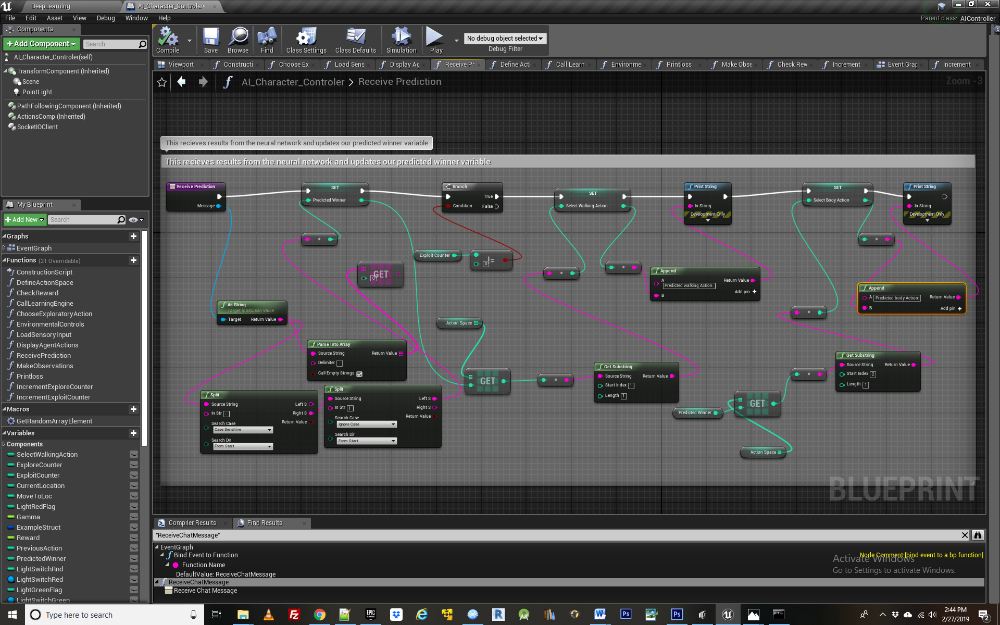 DeepLearning
AI_Character_Controler*
File Edit Asset View Debug Window Help
Parent class: AIController
Components
+ Add Component
Search
AI_Character_Controler(self)
TransformComponent (Inherited)
Scene
PointLight
PathFollowingComponent (Inherited)
ActionsComp (Inherited)
SocketIOClient
My Blueprint
+ Add New
Search
Graphs
EventGraph
Functions (21 Overridable)
ConstructionScript
DefineActionSpace
CheckReward
CallLearningEngine
ChooseExploratoryAction
EnvironmentalControls
LoadSensoryInput
DisplayAgentActions
ReceivePrediction
MakeObservations
Printloss
IncrementExploreCounter
IncrementExploitCounter
Macros
GetRandomArrayElement
Variables
Components
SelectWalkingAction
ExploreCounter
ExploitCounter
CurrentLocation
MoveToLoc
LightRedFlag
Gamma
ExampleStruct
Reward
PreviousAction
PredictedWinner
LightSwitchRnd
LightSwitchRed
LightGreenFlag
LightSwitchGreen
Compile
Save
Browse
Find
Class Settings
Class Defaults
Simulation
Play
No debug object selected
Debug Filter
Viewport
Constructi
Choose Ex
Load Sens
Display Ag
Receive Pr
Define Acti
Call Learn
Environme
Printloss
Make Obse
Check Rew
Increment
Event Grap
Increment
AI_Character_Controler > Receive Prediction
Zoom -3
This recieves results from the neural network and updates our predicted winner variable
This recieves results from the neural network and updates our predicted winner variable
Receive Prediction
Message
SET
Predicted Winner
Branch
Condition
True
False
SET
Select Walking Action
Print String
In String
Development Only
SET
Select Body Action
Print String
In String
Development Only
Exploit Counter
!=
0
GET
0
Append
A Predicted walking Action:
B
Return Value
Add pin +
Append
A Predicted body Action:
B
Return Value
Add pin +
As String
Target is SIOJson Value
Target
Return Value
Action Space
Parse Into Array
Source String
Delimiter
Cull Empty Strings
Return Value
GET
Get Substring
Source String
Start Index 1
Length 1
Return Value
Get Substring
Source String
Start Index 2
Length 1
Return Value
Split
Source String
In Str :
Search Case
Case Sensitive
Search Dir
From Start
Left S
Right S
Return Value
Split
Source String
In Str }
Search Case
Ignore Case
Search Dir
From Start
Left S
Right S
Return Value
Predicted Winner
GET
Action Space
BLUEPRINT
Compiler Results
Find Results
"ReceiveChatMessage"
EventGraph
Bind Event to Function
Function Name
DefaultValue: ReceiveChatMessage
ReceiveChatMessage
Receive Chat Message
Node Comment:[bind event to a bp function]
Activate Windows
Go to Settings to activate Windows.
Type here to search
2:44 PM
2/27/2019
2